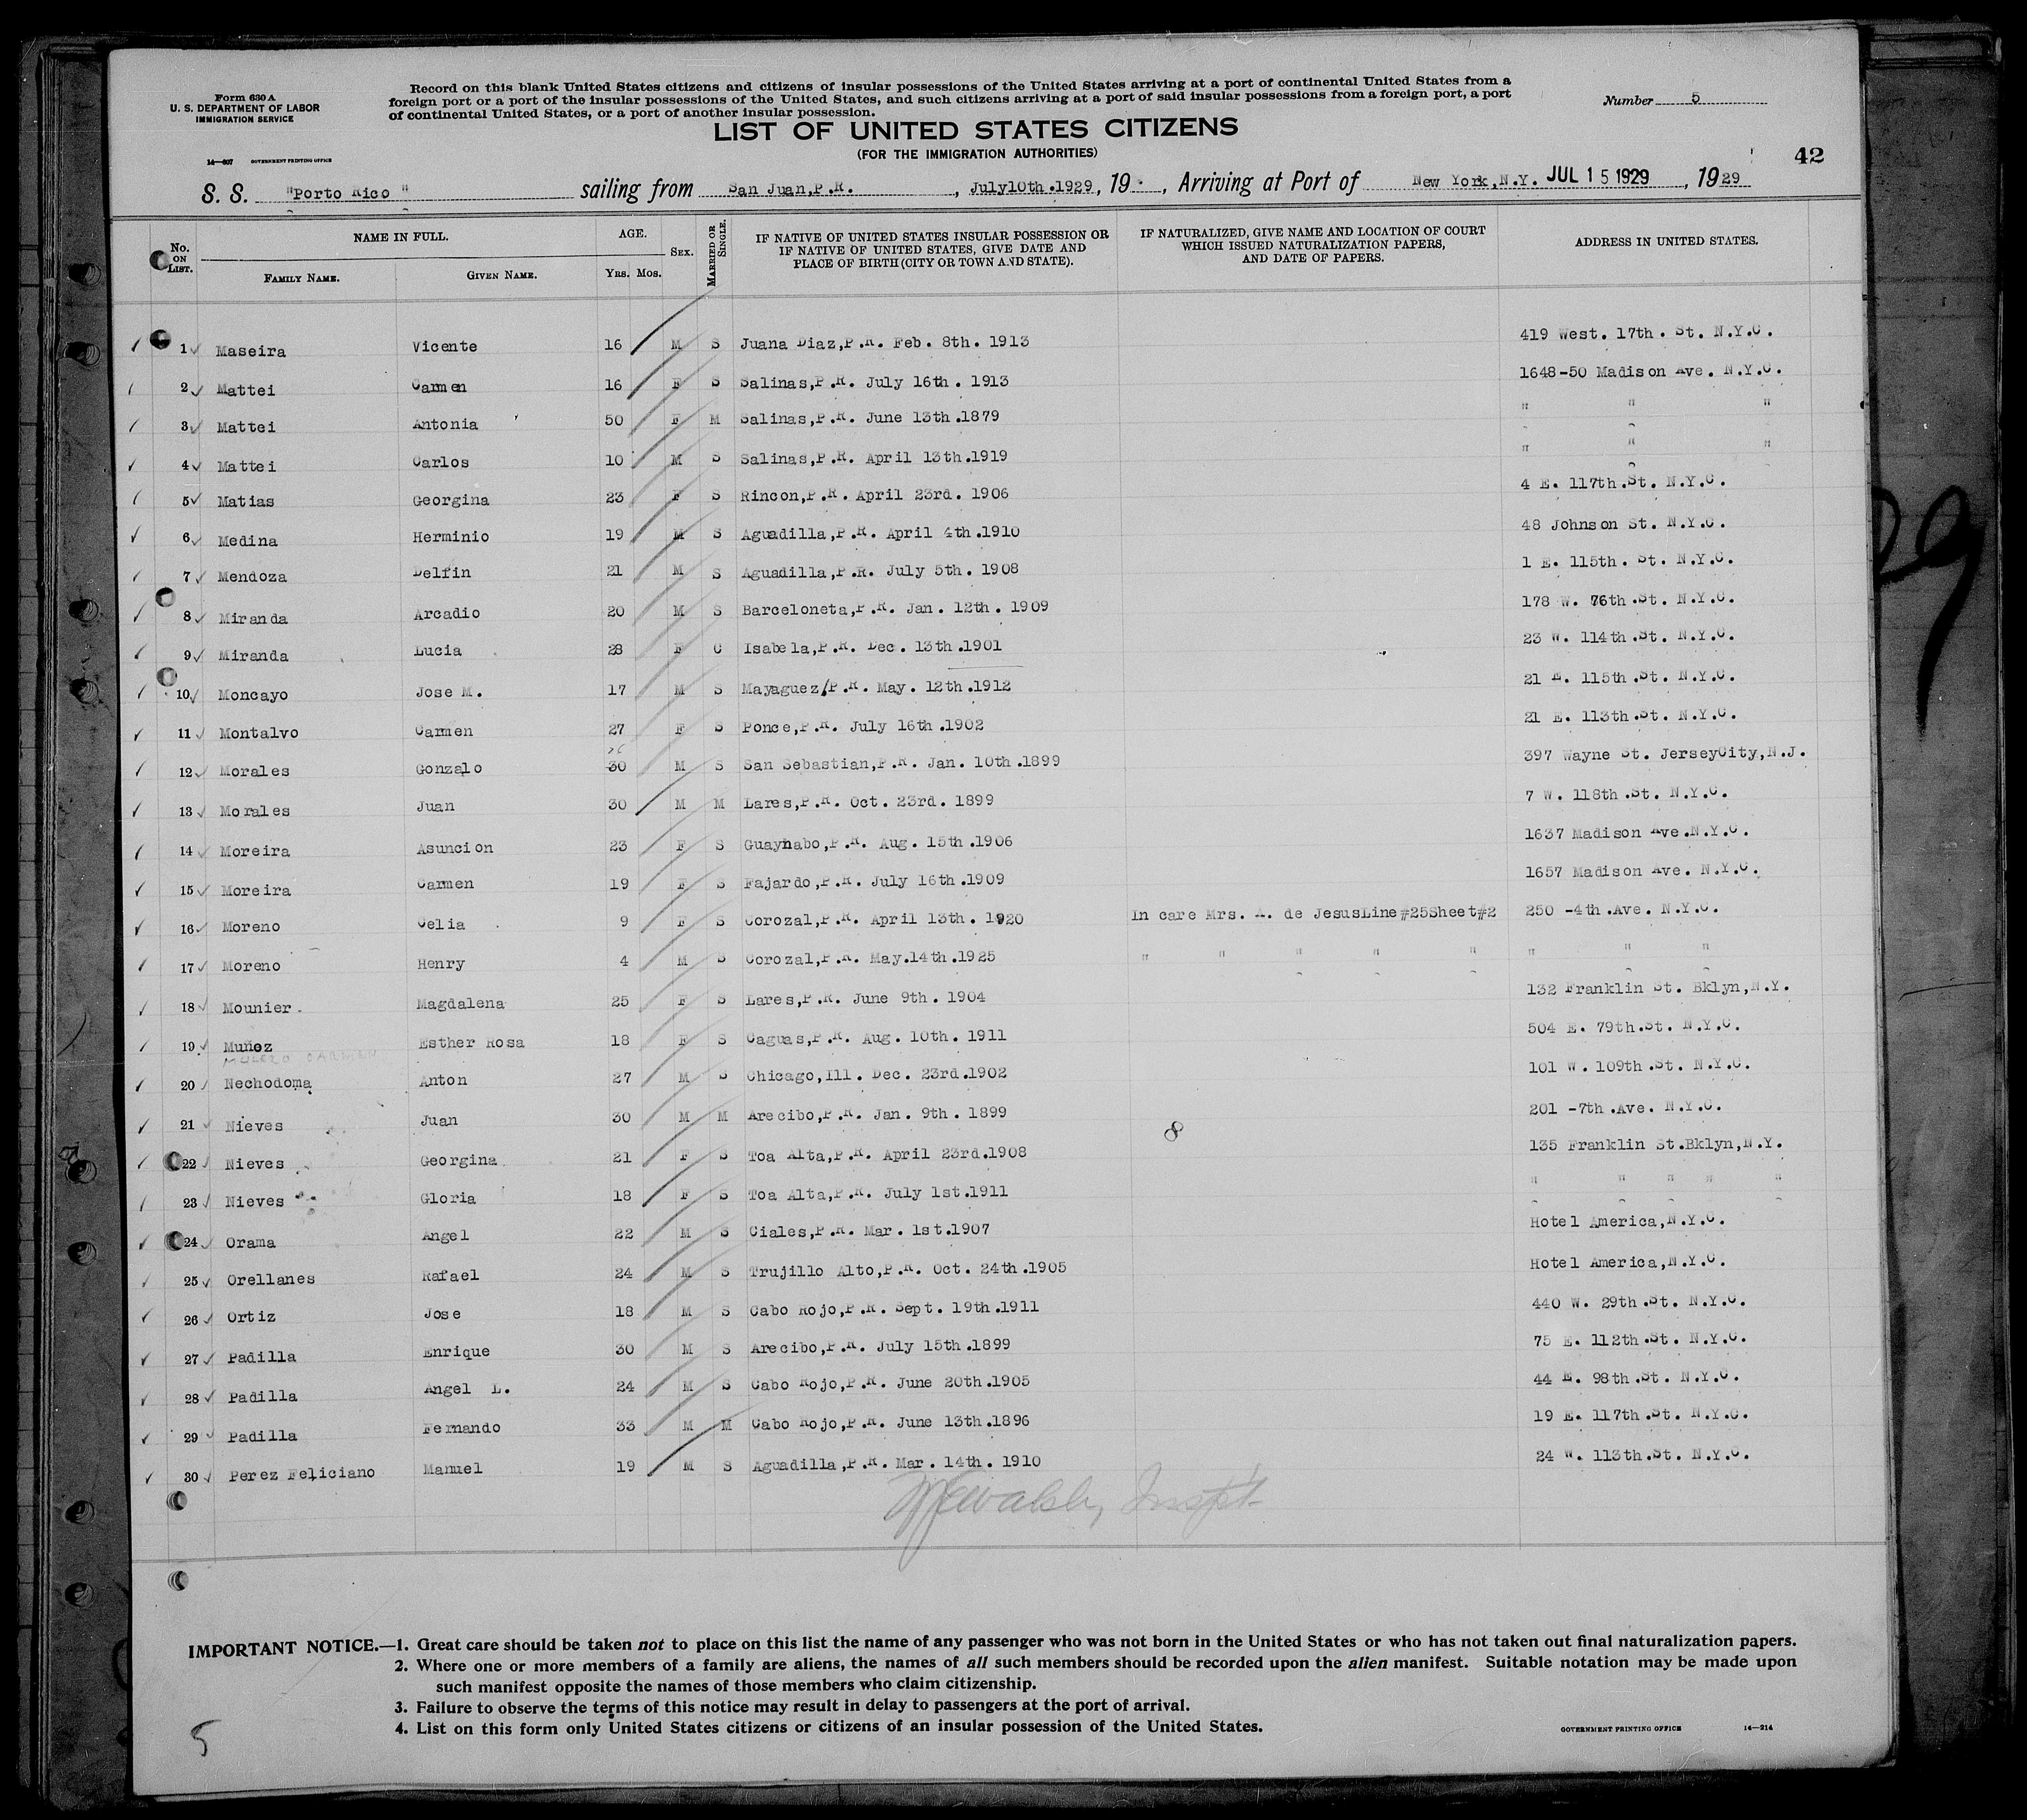 Form 630 A
U. S. DEPARTMENT OF LABOR
IMMIGRATION SERVICE
14—607 GOVERNMENT PRINTING OFFICE
Record on this blank United States citizens and citizens of insular possessions of the United States arriving at a port of continental United States from a
foreign port or a port of the insular possessions of the United States, and such citizens arriving at a port of said insular possessions from a foreign port, a port
of continental United States, or a port of another insular possession.
Number 5
LIST OF UNITED STATES CITIZENS
(FOR THE IMMIGRATION AUTHORITIES)
42
S. S. "Porto Rico" sailing from San Juan,P.R. , July10th.1929, 19 , Arriving at Port of New York,N.Y. JUL 15 1929 , 1929
No. ON LIST. NAME IN FULL. FAMILY NAME. GIVEN NAME. AGE. YRS. MOS. SEX. MARRIED OR SINGLE. IF NATIVE OF UNITED STATES INSULAR POSSESSION OR IF NATIVE OF UNITED STATES, GIVE DATE AND PLACE OF BIRTH (CITY OR TOWN AND STATE). IF NATURALIZED, GIVE NAME AND LOCATION OF COURT WHICH ISSUED NATURALIZATION PAPERS, AND DATE OF PAPERS. ADDRESS IN UNITED STATES.
1 Maseira Vicente 16 M S Juana Diaz,P.R. Feb. 8th. 1913 419 West. 17th. St. N.Y.C.
2 Mattei Carmen 16 F S Salinas,P.R. July 16th. 1913 1648-50 Madison Ave. N.Y.C.
3 Mattei Antonia 50 F M Salinas,P.R. June 13th.1879 " " "
4 Mattei Carlos 10 M S Salinas,P.R. April 13th.1919 " " "
5 Matias Georgina 23 F S Rincon,P.R. April 23rd. 1906 4 E. 117th.St. N.Y.C.
6 Medina Herminio 19 M S Aguadilla,P.R. April 4th.1910 48 Johnson St. N.Y.C.
7 Mendoza Delfin 21 M S Aguadilla,P.R. July 5th. 1908 1 E. 115th. St. N.Y.C.
8 Miranda Arcadio 20 M S Barceloneta,P.R. Jan. 12th. 1909 178 W. 76th.St. N.Y.C.
9 Miranda Lucia 28 F C Isabela,P.R. Dec. 13th.1901 23 W. 114th.St. N.Y.C.
10 Moncayo Jose M. 17 M S Mayaguez/P.R. May. 12th.1912 21 E. 115th.St. N.Y.C.
11 Montalvo Carmen 27 F S Ponce,P.R. July 16th.1902 21 E. 113th.St. N.Y.C.
12 Morales Gonzalo 30 M S San Sebastian,P.R. Jan. 10th.1899 397 Wayne St. JerseyCity,N.J.
13 Morales Juan 30 M M Lares,P.R. Oct. 23rd. 1899 7 W. 118th.St. N.Y.C.
14 Moreira Asuncion 23 F S Guaynabo,P.R. Aug. 15th.1906 1637 Madison Ave.N.Y.C.
15 Moreira Carmen 19 F S Fajardo,P.R. July 16th.1909 1657 Madison Ave. N.Y.C.
16 Moreno Celia 9 F S Corozal,P.R. April 13th. 1920 In care Mrs. A. de JesusLine#25Sheet#2 250 -4th.Ave. N.Y.C.
17 Moreno Henry 4 M S Corozal,P.R. May.14th.1925 " " " " " " " "
18 Mounier Magdalena 25 F S Lares,P.R. June 9th. 1904 132 Franklin St. Bklyn,N.Y.
19 Muñoz Esther Rosa 18 F S Caguas,P.R. Aug. 10th. 1911 504 E. 79th.St. N.Y.C.
20 Nechodoma Anton 27 M S Chicago,Ill. Dec. 23rd.1902 101 W. 109th.St. N.Y.C.
21 Nieves Juan 30 M M Arecibo,P.R. Jan. 9th. 1899 201 -7th.Ave. N.Y.C.
8
22 Nieves Georgina 21 F S Toa Alta,P.R. April 23rd.1908 135 Franklin St.Bklyn,N.Y.
23 Nieves Gloria 18 F S Toa Alta,P.R. July 1st.1911 " " " " "
24 Orama Angel 22 M S Ciales,P.R. Mar. 1st.1907 Hotel America,N.Y.C.
25 Orellanes Rafael 24 M S Trujillo Alto,P.R. Oct. 24th.1905 Hotel America,N.Y.C.
26 Ortiz Jose 18 M S Cabo Rojo,P.R. Sept. 19th.1911 440 W. 29th.St. N.Y.C.
27 Padilla Enrique 30 M S Arecibo,P.R. July 15th.1899 75 E. 112th.St. N.Y.C.
28 Padilla Angel L. 24 M S Cabo Rojo,P.R. June 20th.1905 44 E. 98th.St. N.Y.C.
29 Padilla Fernando 33 M M Cabo Rojo,P.R. June 13th.1896 19 E. 117th.St. N.Y.C.
30 Perez Feliciano Manuel 19 M S Aguadilla,P.R. Mar. 14th. 1910 24 W. 113th.St. N.Y.C.
Walsh, Inspt
IMPORTANT NOTICE.—1. Great care should be taken not to place on this list the name of any passenger who was not born in the United States or who has not taken out final naturalization papers.
2. Where one or more members of a family are aliens, the names of all such members should be recorded upon the alien manifest. Suitable notation may be made upon
such manifest opposite the names of those members who claim citizenship.
3. Failure to observe the terms of this notice may result in delay to passengers at the port of arrival.
4. List on this form only United States citizens or citizens of an insular possession of the United States.
GOVERNMENT PRINTING OFFICE 14—214
5